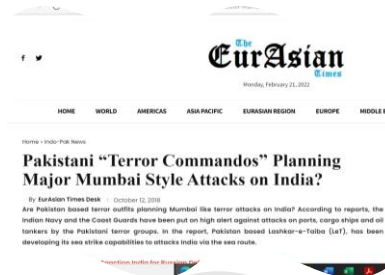 The
EurAsian
Times
Monday, February 21, 2022
HOME WORLD AMERICAS ASIA PACIFIC EURASIAN REGION EUROPE MIDDLE E
Home › Indo-Pak News
Pakistani “Terror Commandos” Planning
Major Mumbai Style Attacks on India?
By EurAsian Times Desk October 12, 2018
Are Pakistan based terror outfits planning Mumbai like terror attacks on India? According to reports, the
Indian Navy and the Coast Guards have been put on high alert against attacks on ports, cargo ships and oil
tankers by the Pakistani terror groups. In the report, Pakistan based Lashkar-e-Taiba (LeT), has been
developing its sea strike capabilities to attacks India via the sea route.
India for Russian